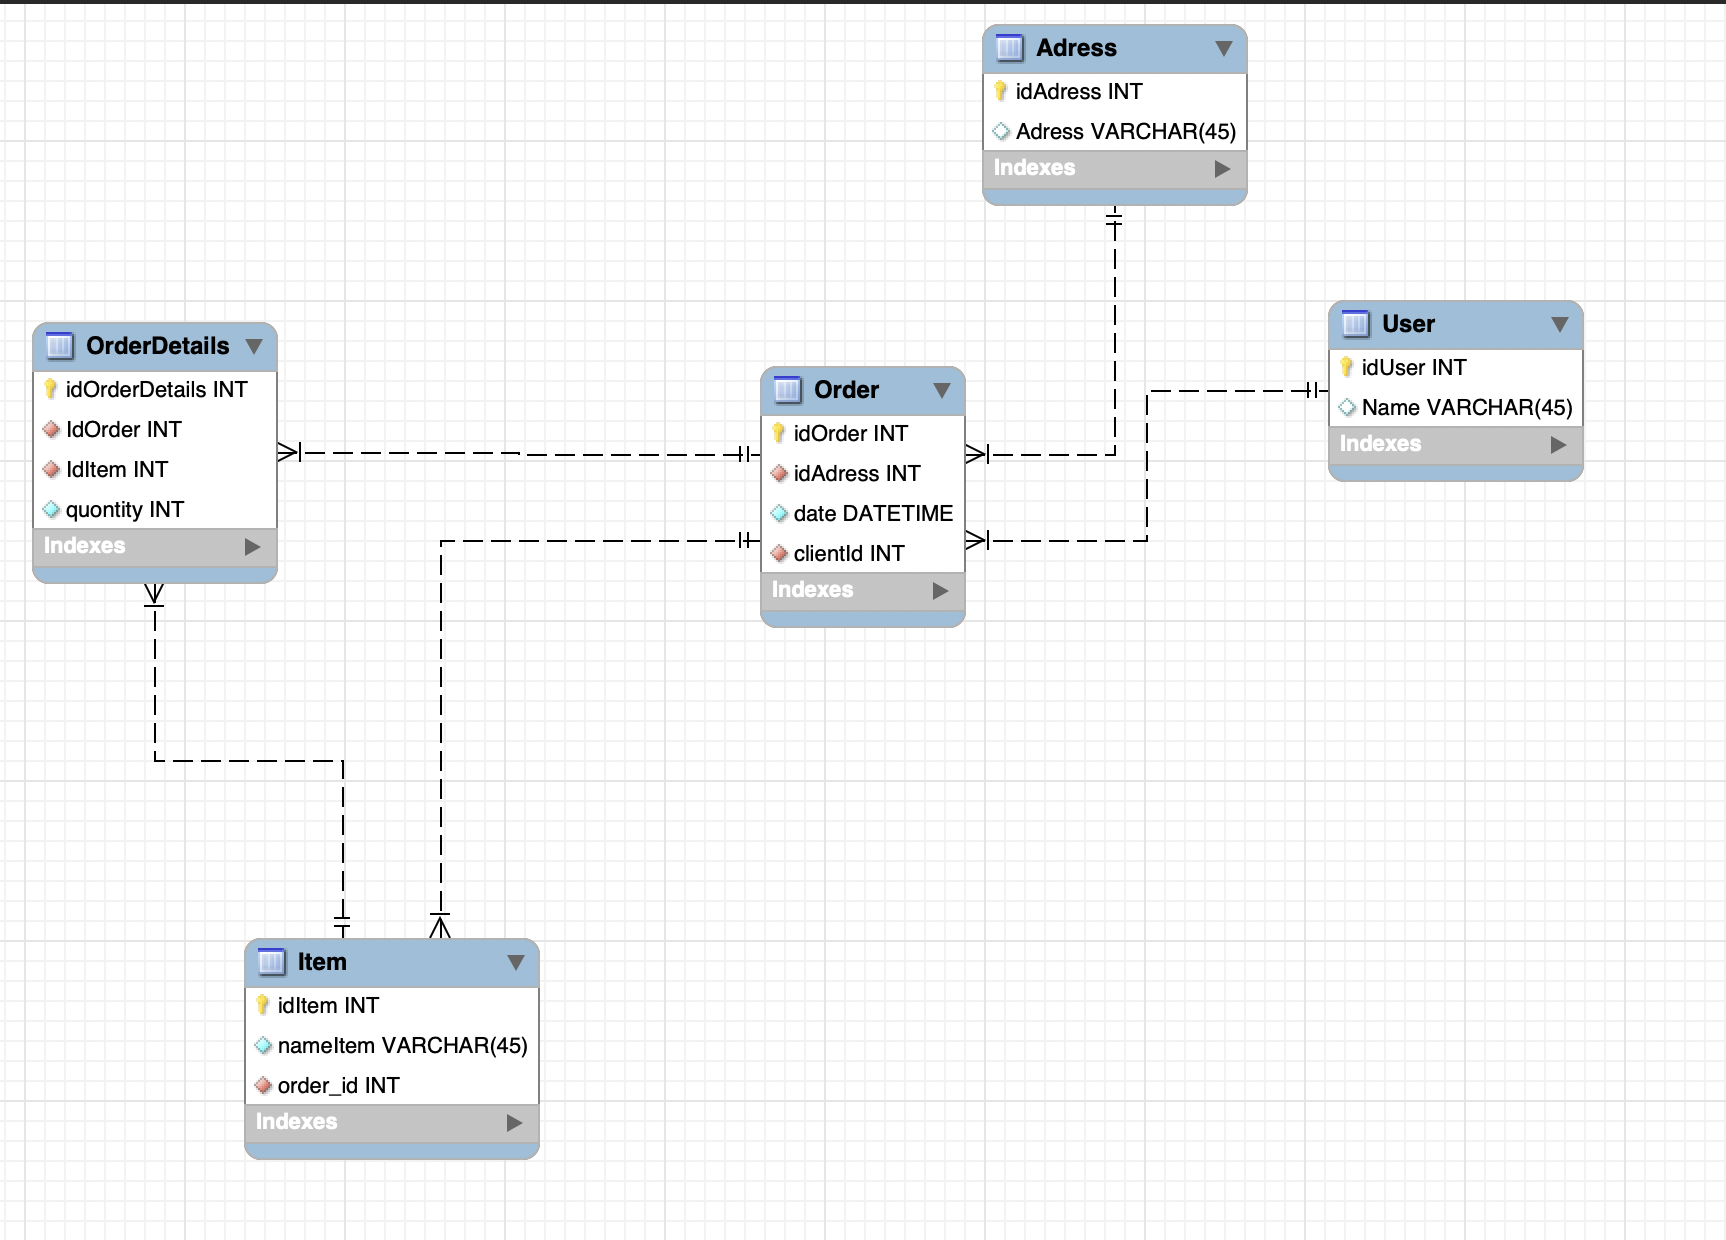 Adress
idAdress INT
Adress VARCHAR(45)
Indexes
User
idUser INT
Name VARCHAR(45)
Indexes
OrderDetails
idOrderDetails INT
IdOrder INT
IdItem INT
quontity INT
Indexes
Order
idOrder INT
idAdress INT
date DATETIME
clientId INT
Indexes
Item
idItem INT
nameItem VARCHAR(45)
order_id INT
Indexes